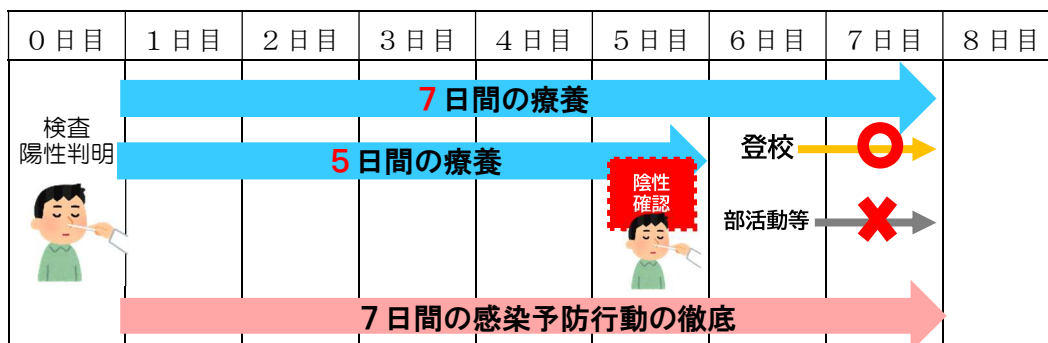 ０日目 １日目 ２日目 ３日目 ４日目 ５日目 ６日目 ７日目 ８日目
7日間の療養
検査
陽性判明
5日間の療養
登校
陰性
確認
部活動等
7日間の感染予防行動の徹底